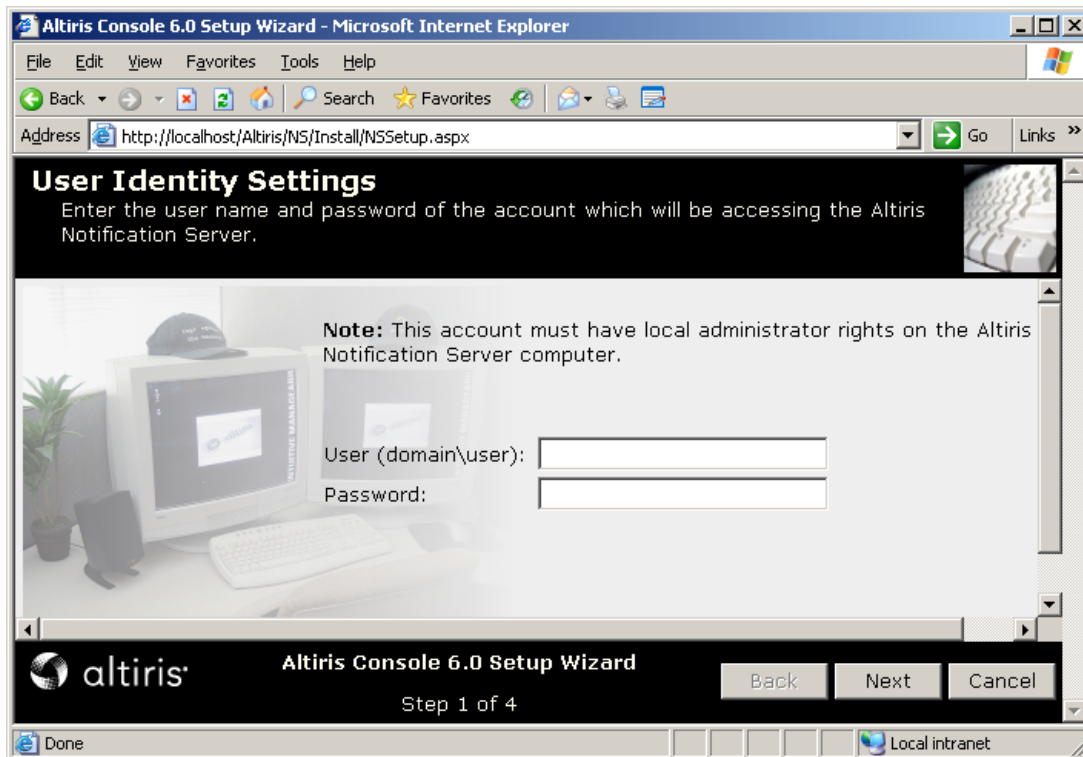 Altiris Console 6.0 Setup Wizard - Microsoft Internet Explorer
File Edit View Favorites Tools Help
Back Search Favorites
Address http://localhost/Altiris/NS/Install/NSSetup.aspx Go Links »
User Identity Settings
Enter the user name and password of the account which will be accessing the Altiris
Notification Server.
Note: This account must have local administrator rights on the Altiris
Notification Server computer.
User (domain\user):
Password:
altiris
Altiris Console 6.0 Setup Wizard
Step 1 of 4
Back Next Cancel
Done Local intranet